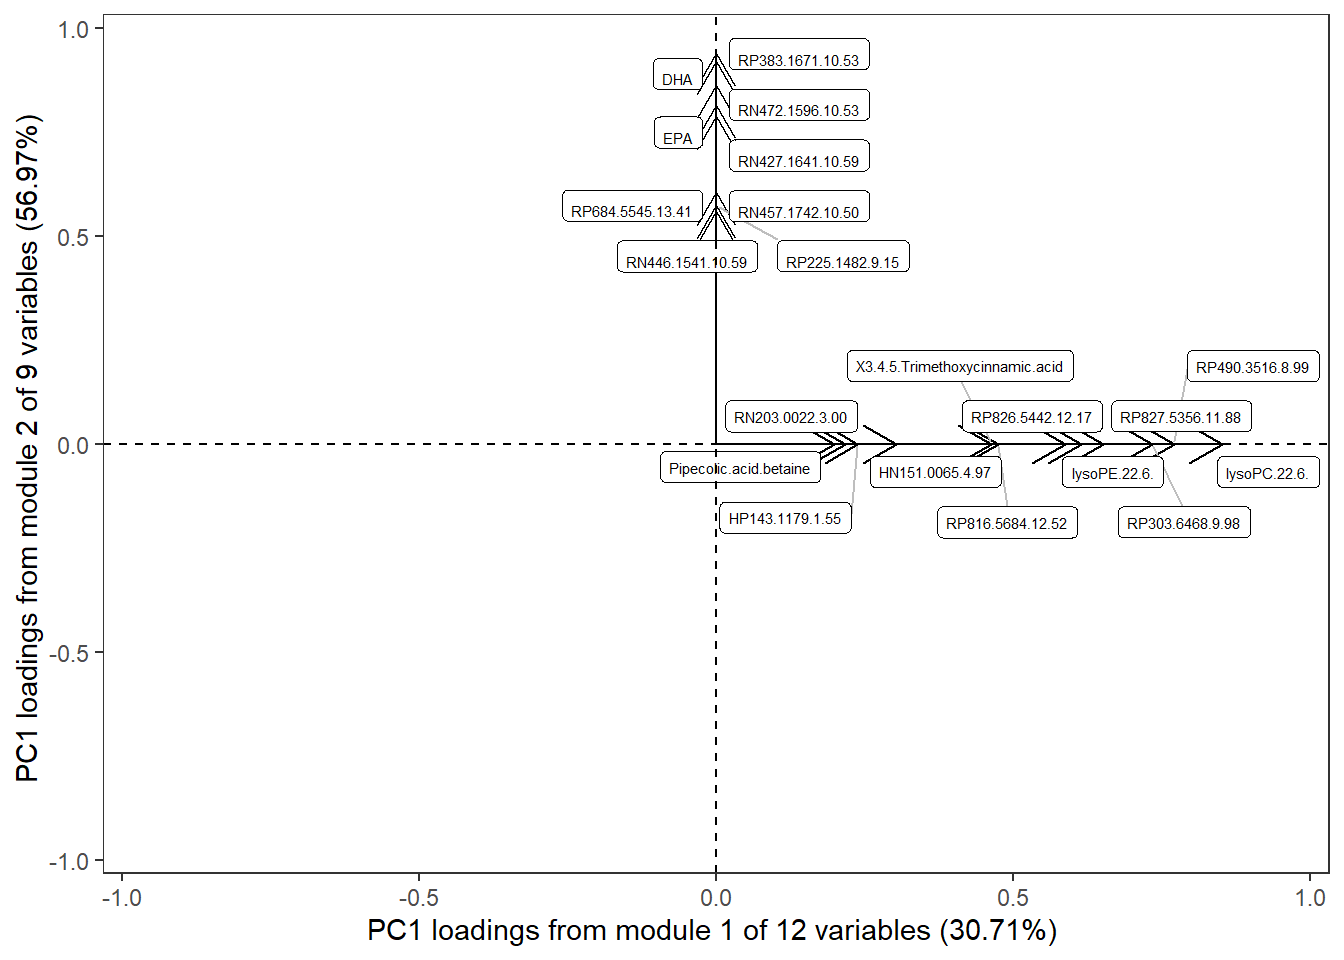 1.0
0.5
0.0
-0.5
-1.0
PC1 loadings from module 2 of 9 variables (56.97%)
RP383.1671.10.53
DHA
RN472.1596.10.53
EPA
RN427.1641.10.59
RP684.5545.13.41
RN457.1742.10.50
RN446.1541.10.59
RP225.1482.9.15
X3.4.5.Trimethoxycinnamic.acid
RP490.3516.8.99
RN203.0022.3.00
RP826.5442.12.17
RP827.5356.11.88
Pipecolic.acid.betaine
HN151.0065.4.97
lysoPE.22.6.
lysoPC.22.6.
HP143.1179.1.55
RP816.5684.12.52
RP303.6468.9.98
-1.0
-0.5
0.0
0.5
1.0
PC1 loadings from module 1 of 12 variables (30.71%)